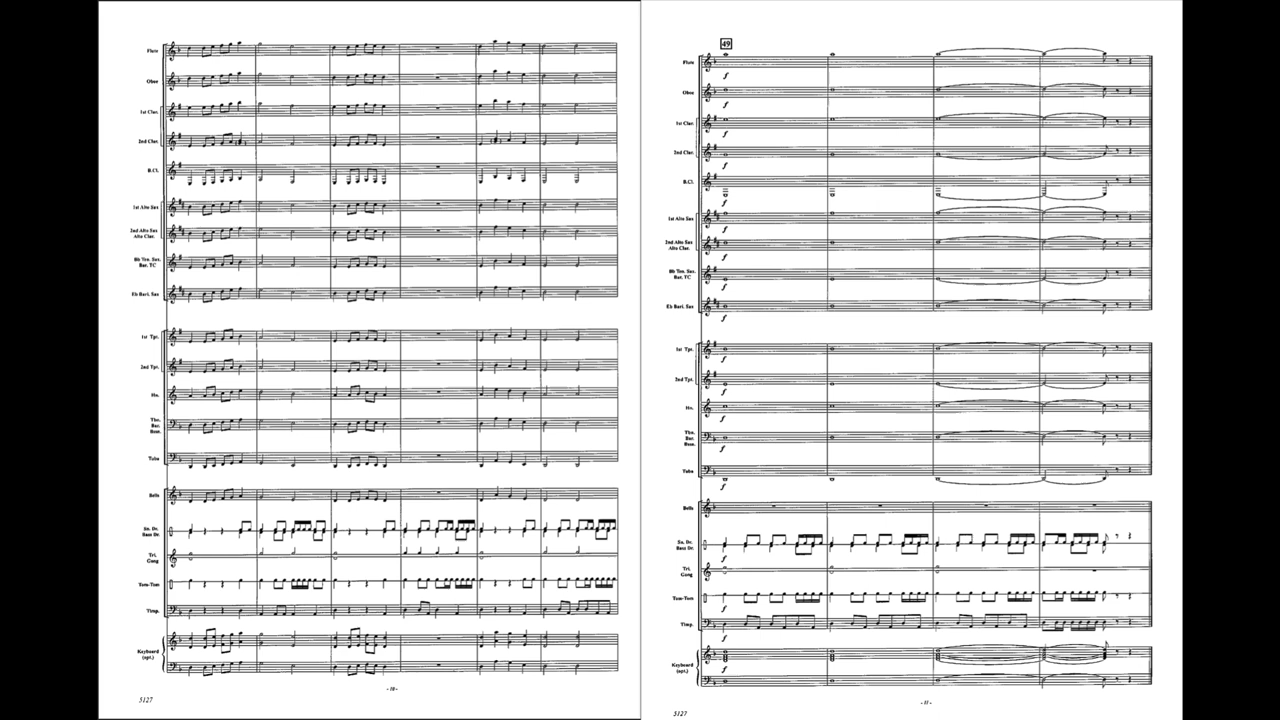 Flute
Oboe
1st Clar.
2nd Clar.
B.Cl.
1st Alto Sax
2nd Alto Sax
Alto Clar.
Bb Ten. Sax.
Bar. TC
Eb Bari. Sax
1st Tpt.
2nd Tpt.
Hn.
Tbn.
Bar.
Bssn.
Tuba
Bells
Sn. Dr.
Bass Dr.
Tri.
Gong
Tom-Tom
Timp.
Keyboard
(opt.)
- 10 -
5127
49
Flute
f
Oboe
f
1st Clar.
f
2nd Clar.
f
B.Cl.
f
1st Alto Sax
f
2nd Alto Sax
Alto Clar.
f
Bb Ten. Sax.
Bar. TC
f
Eb Bari. Sax
f
1st Tpt.
f
2nd Tpt.
f
Hn.
f
Tbn.
Bar.
Bssn.
f
Tuba
f
Bells
Sn. Dr.
Bass Dr.
f
Tri.
Gong
f
Tom-Tom
f
Timp.
f
Keyboard
(opt.)
f
- 11 -
5127